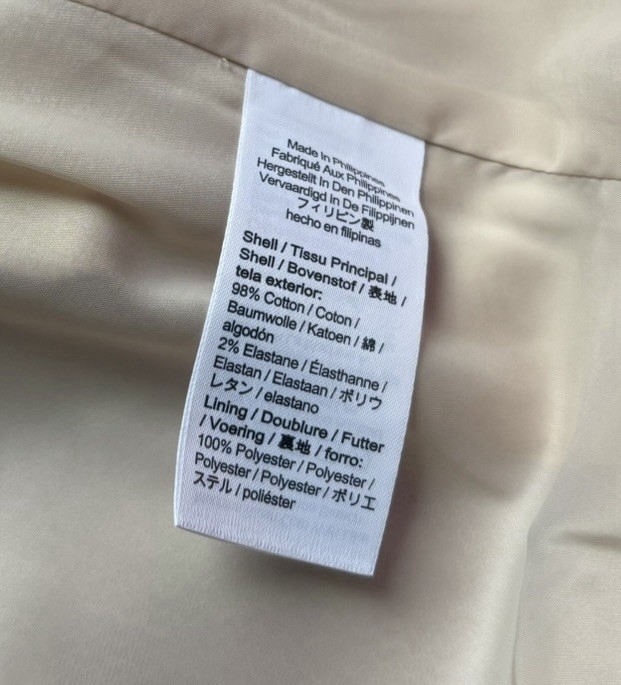 Made In Philippines
Fabriqué Aux Philippines
Hergestellt In Den Philippinen
Vervaardigd In De Filippijnen
フィリピン製
hecho en filipinas
Shell / Tissu Principal /
Shell / Bovenstof / 表地 /
tela exterior:
98% Cotton / Coton /
Baumwolle / Katoen / 綿 /
algodón
2% Elastane / Élasthanne /
Elastan / Elastaan / ポリウ
レタン / elastano
Lining / Doublure / Futter
/ Voering / 裏地 / forro:
100% Polyester / Polyester /
Polyester / Polyester / ポリエ
ステル / poliéster